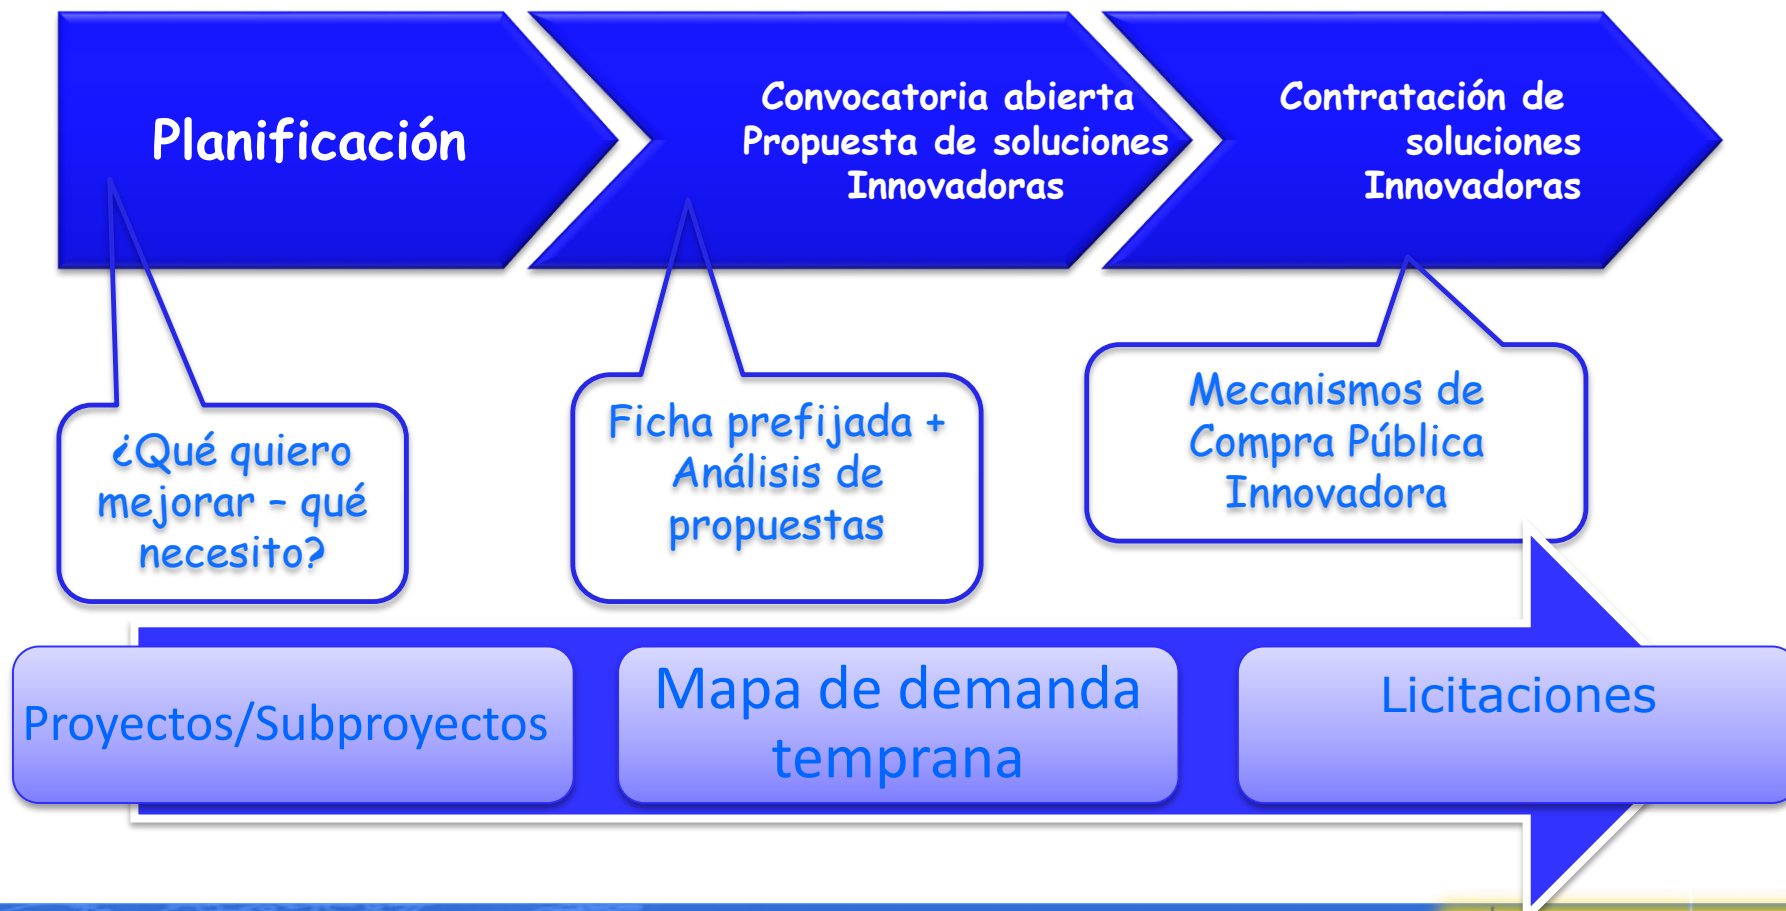 Planificación
Convocatoria abierta
Propuesta de soluciones
Innovadoras
Contratación de
soluciones
Innovadoras
¿Qué quiero
mejorar – qué
necesito?
Ficha prefijada +
Análisis de
propuestas
Mecanismos de
Compra Pública
Innovadora
Proyectos/Subproyectos
Mapa de demanda
temprana
Licitaciones